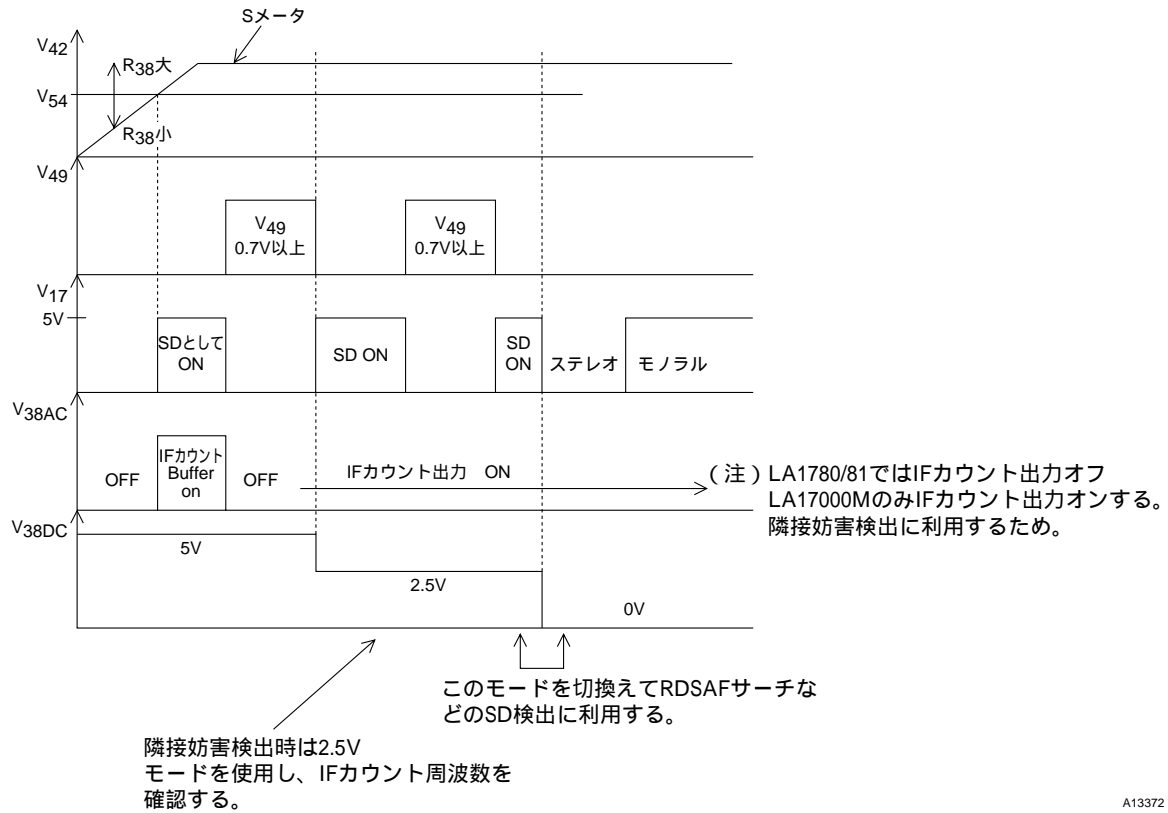 Sメータ
V42
R38大
V54
R38小
V49
V49
0.7V以上
V49
0.7V以上
V17
5V
SDとして
ON
SD ON
SD
ON
ステレオ
モノラル
V38AC
OFF
IFカウント
Buffer
on
OFF
IFカウント出力 ON
（注）LA1780/81ではIFカウント出力オフ
LA17000MのみIFカウント出力オンする。
隣接妨害検出に利用するため。
V38DC
5V
2.5V
0V
このモードを切換えてRDSAFサーチな
どのSD検出に利用する。
隣接妨害検出時は2.5V
モードを使用し、IFカウント周波数を
確認する。
A13372